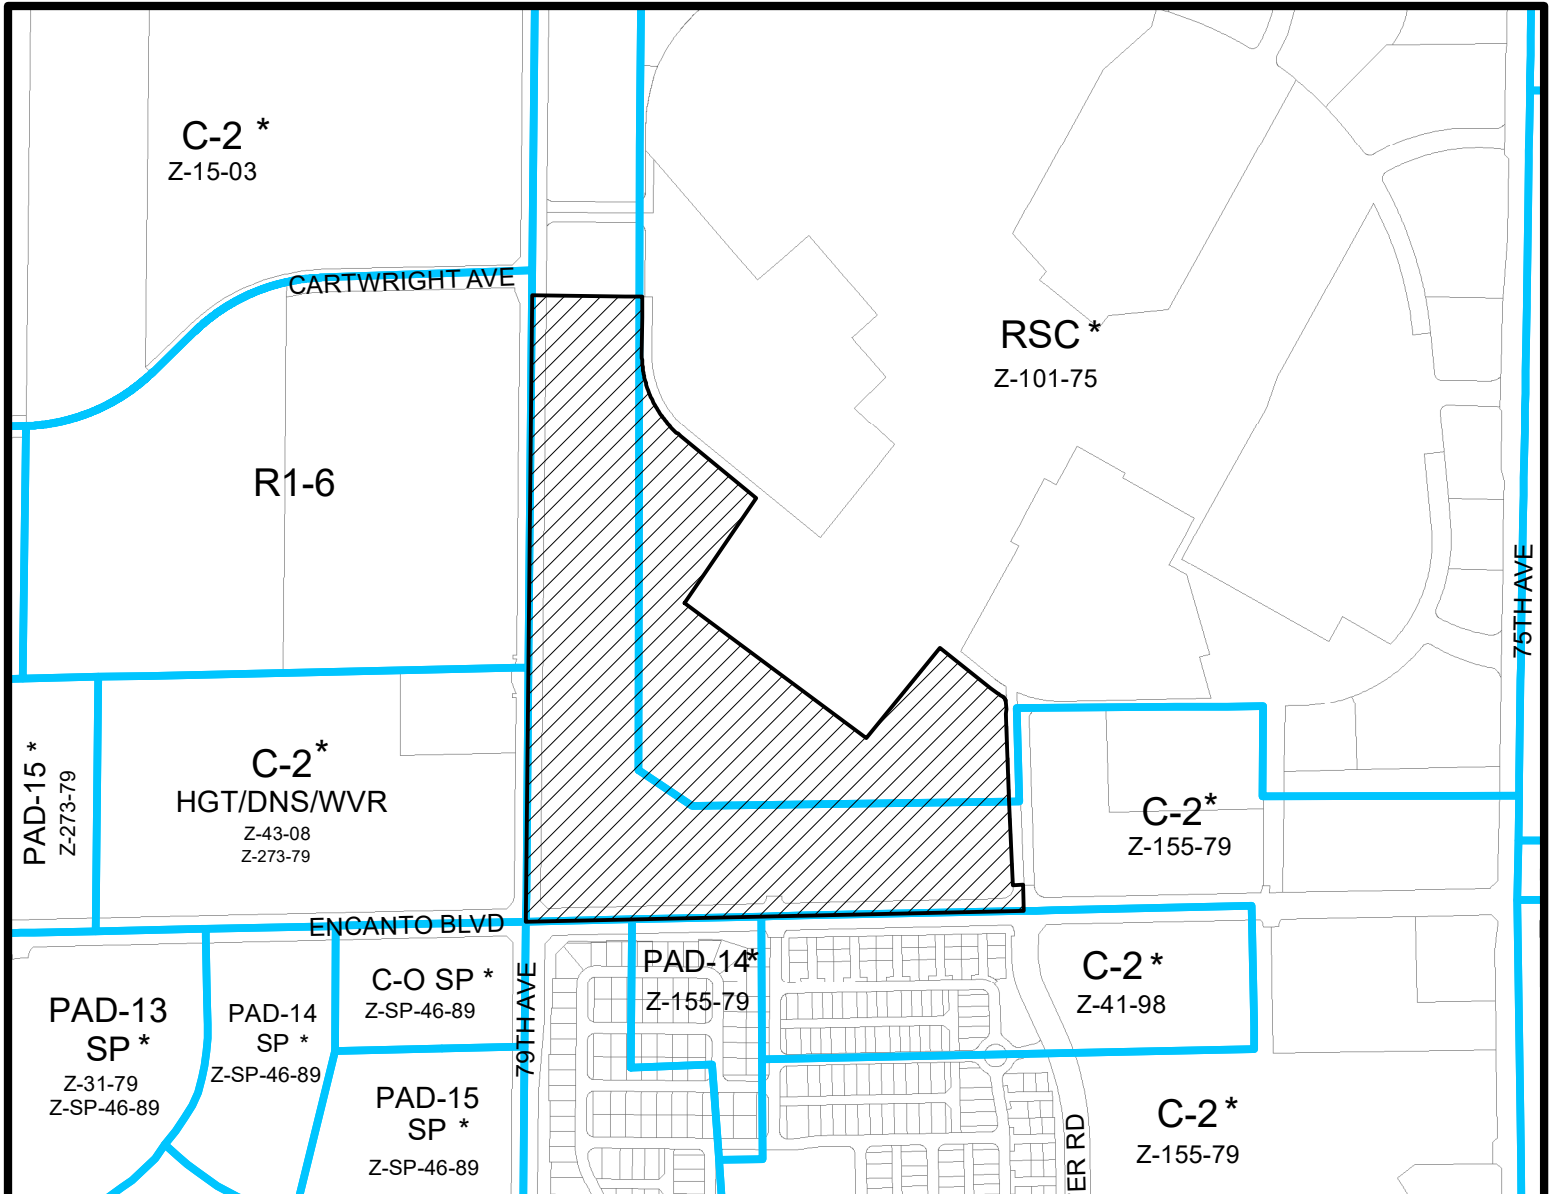 C-2 *
Z-15-03
CARTWRIGHT AVE
RSC *
Z-101-75
R1-6
75TH AVE
PAD-15 *
Z-273-79
C-2 *
HGT/DNS/WVR
Z-43-08
Z-273-79
C-2 *
Z-155-79
ENCANTO BLVD
79TH AVE
PAD-13
SP *
Z-31-79
Z-SP-46-89
PAD-14
SP *
Z-SP-46-89
C-O SP *
Z-SP-46-89
PAD-15
SP *
Z-SP-46-89
PAD-14*
Z-155-79
C-2 *
Z-41-98
C-2 *
Z-155-79
ER RD